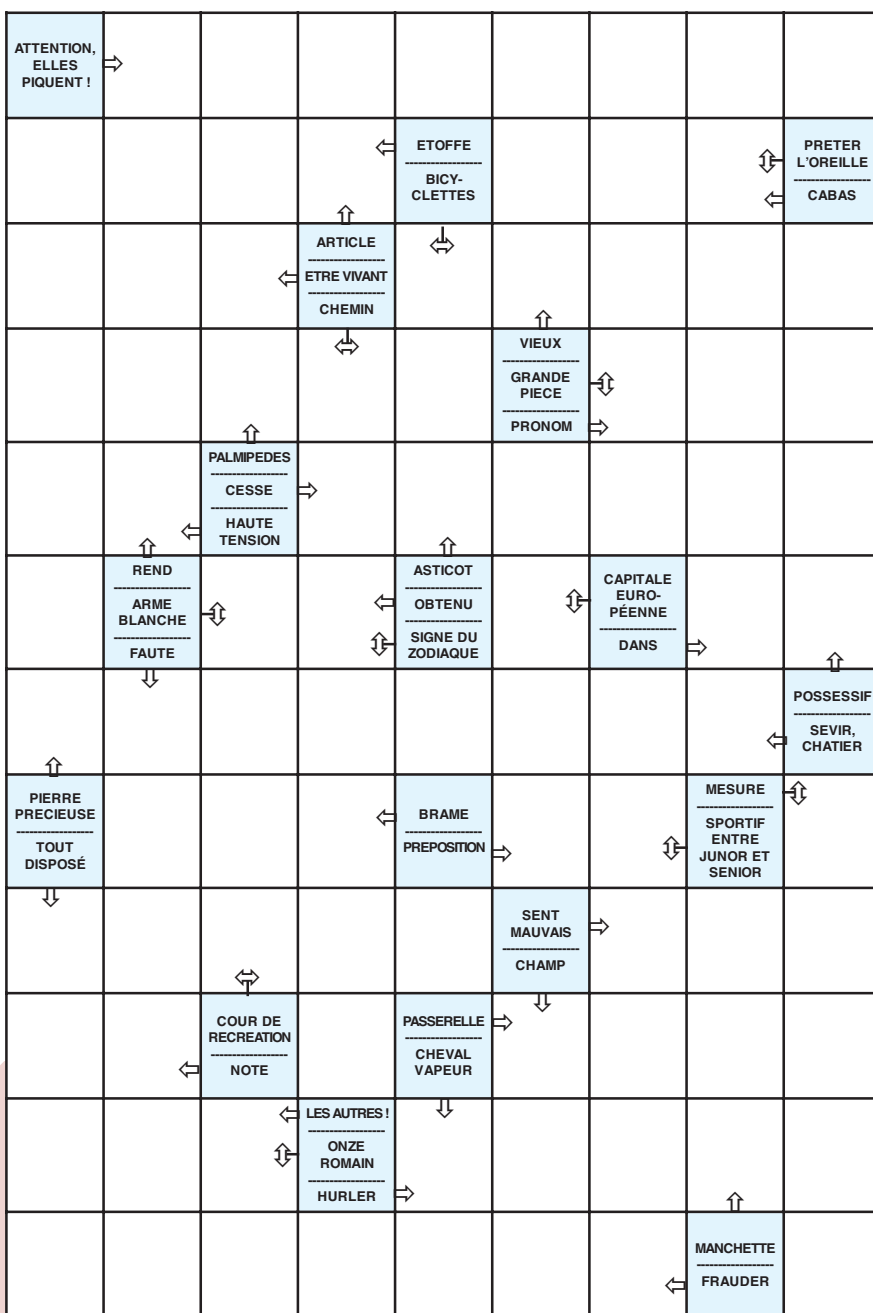 ATTENTION,
ELLES
PIQUENT !
ETOFFE
BICY-
CLETTES
PRETER
L'OREILLE
CABAS
ARTICLE
ETRE VIVANT
CHEMIN
VIEUX
GRANDE
PIECE
PRONOM
PALMIPEDES
CESSE
HAUTE
TENSION
REND
ARME
BLANCHE
FAUTE
ASTICOT
OBTENU
SIGNE DU
ZODIAQUE
CAPITALE
EURO-
PÉENNE
DANS
POSSESSIF
SEVIR,
CHATIER
PIERRE
PRECIEUSE
TOUT
DISPOSÉ
BRAME
PREPOSITION
MESURE
SPORTIF
ENTRE
JUNOR ET
SENIOR
SENT
MAUVAIS
CHAMP
COUR DE
RECREATION
NOTE
PASSERELLE
CHEVAL
VAPEUR
LES AUTRES !
ONZE
ROMAIN
HURLER
MANCHETTE
FRAUDER